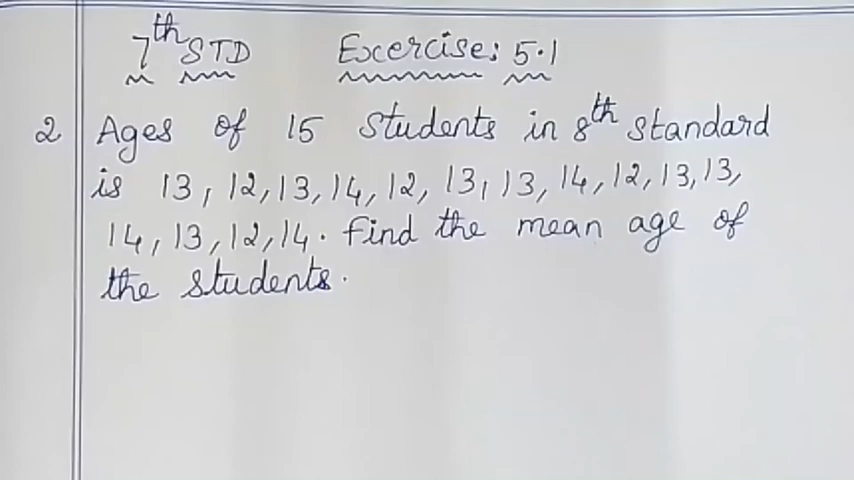 7th STD Exercise: 5.1
2 Ages of 15 students in 8th standard
is 13, 12, 13, 14, 12, 13, 13, 14, 12, 13, 13,
14, 13, 12, 14. Find the mean age of
the students.